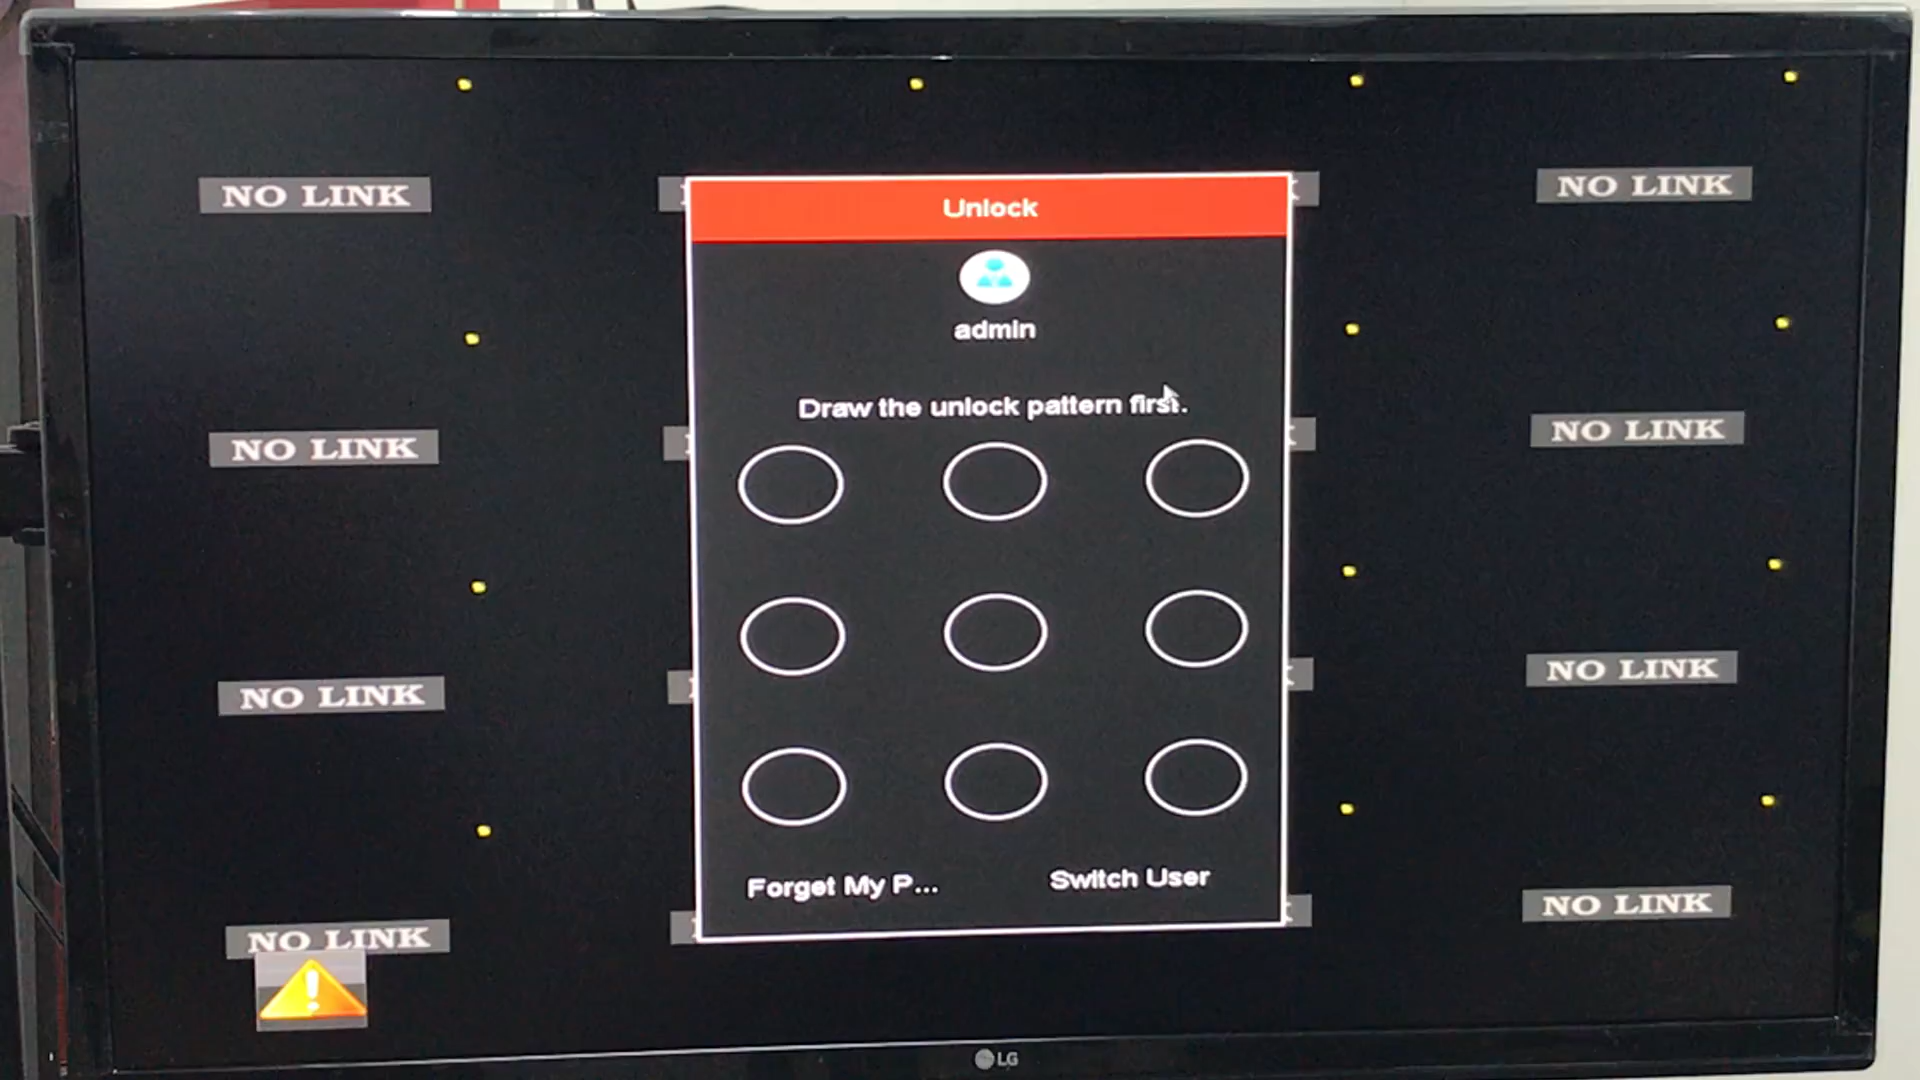 NO LINK
NO LINK
Unlock
admin
Draw the unlock pattern first.
NO LINK
NO LINK
NO LINK
NO LINK
Forget My P...
Switch User
NO LINK
NO LINK
LG